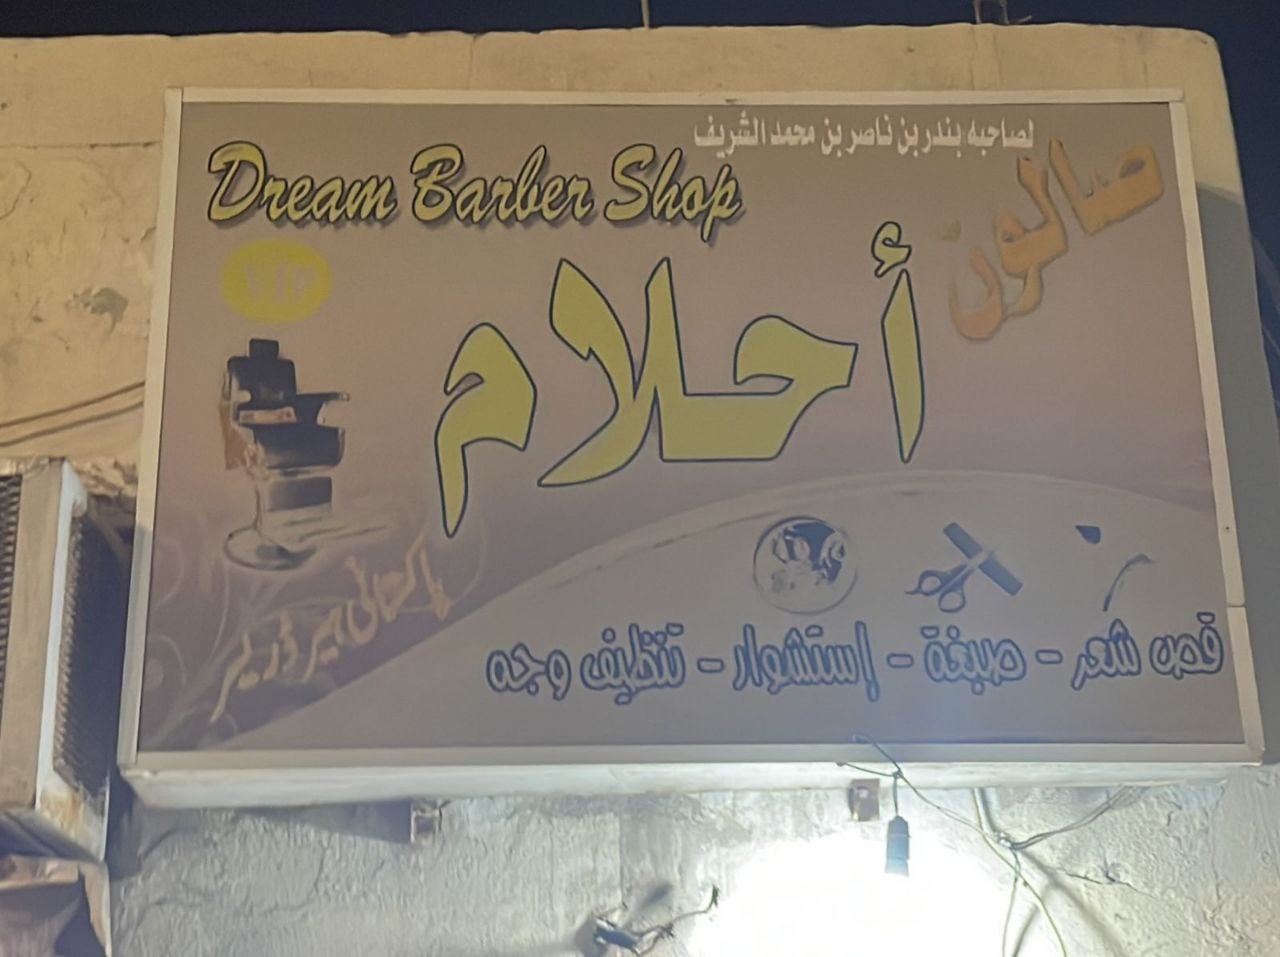 لصاحبه بندر بن ناصر بن محمد الشريف
Dream Barber Shop
صالون
أحلام
قص شعر - صبغة - إستشوار - تنظيف وجه